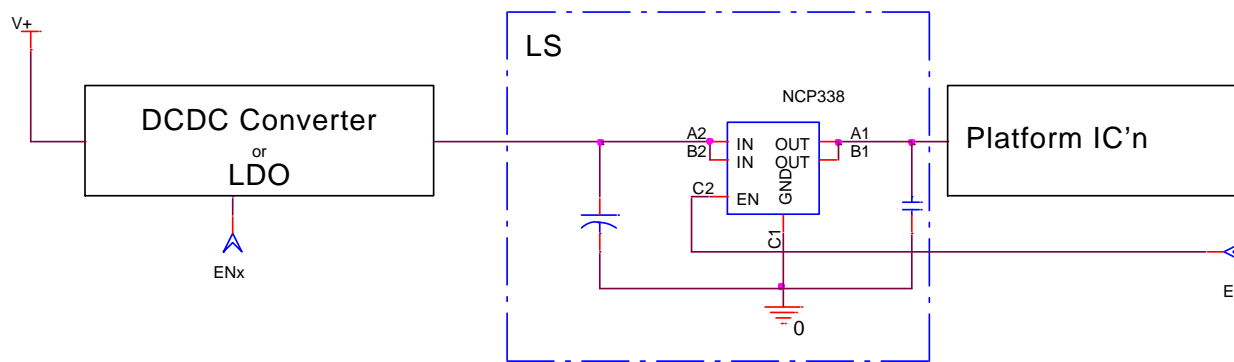 V+
LS
NCP338
DCDC Converter
or
LDO
A2
B2
IN
IN
OUT
OUT
A1
B1
Platform IC'n
C2
EN
GND
C1
ENx
E
0